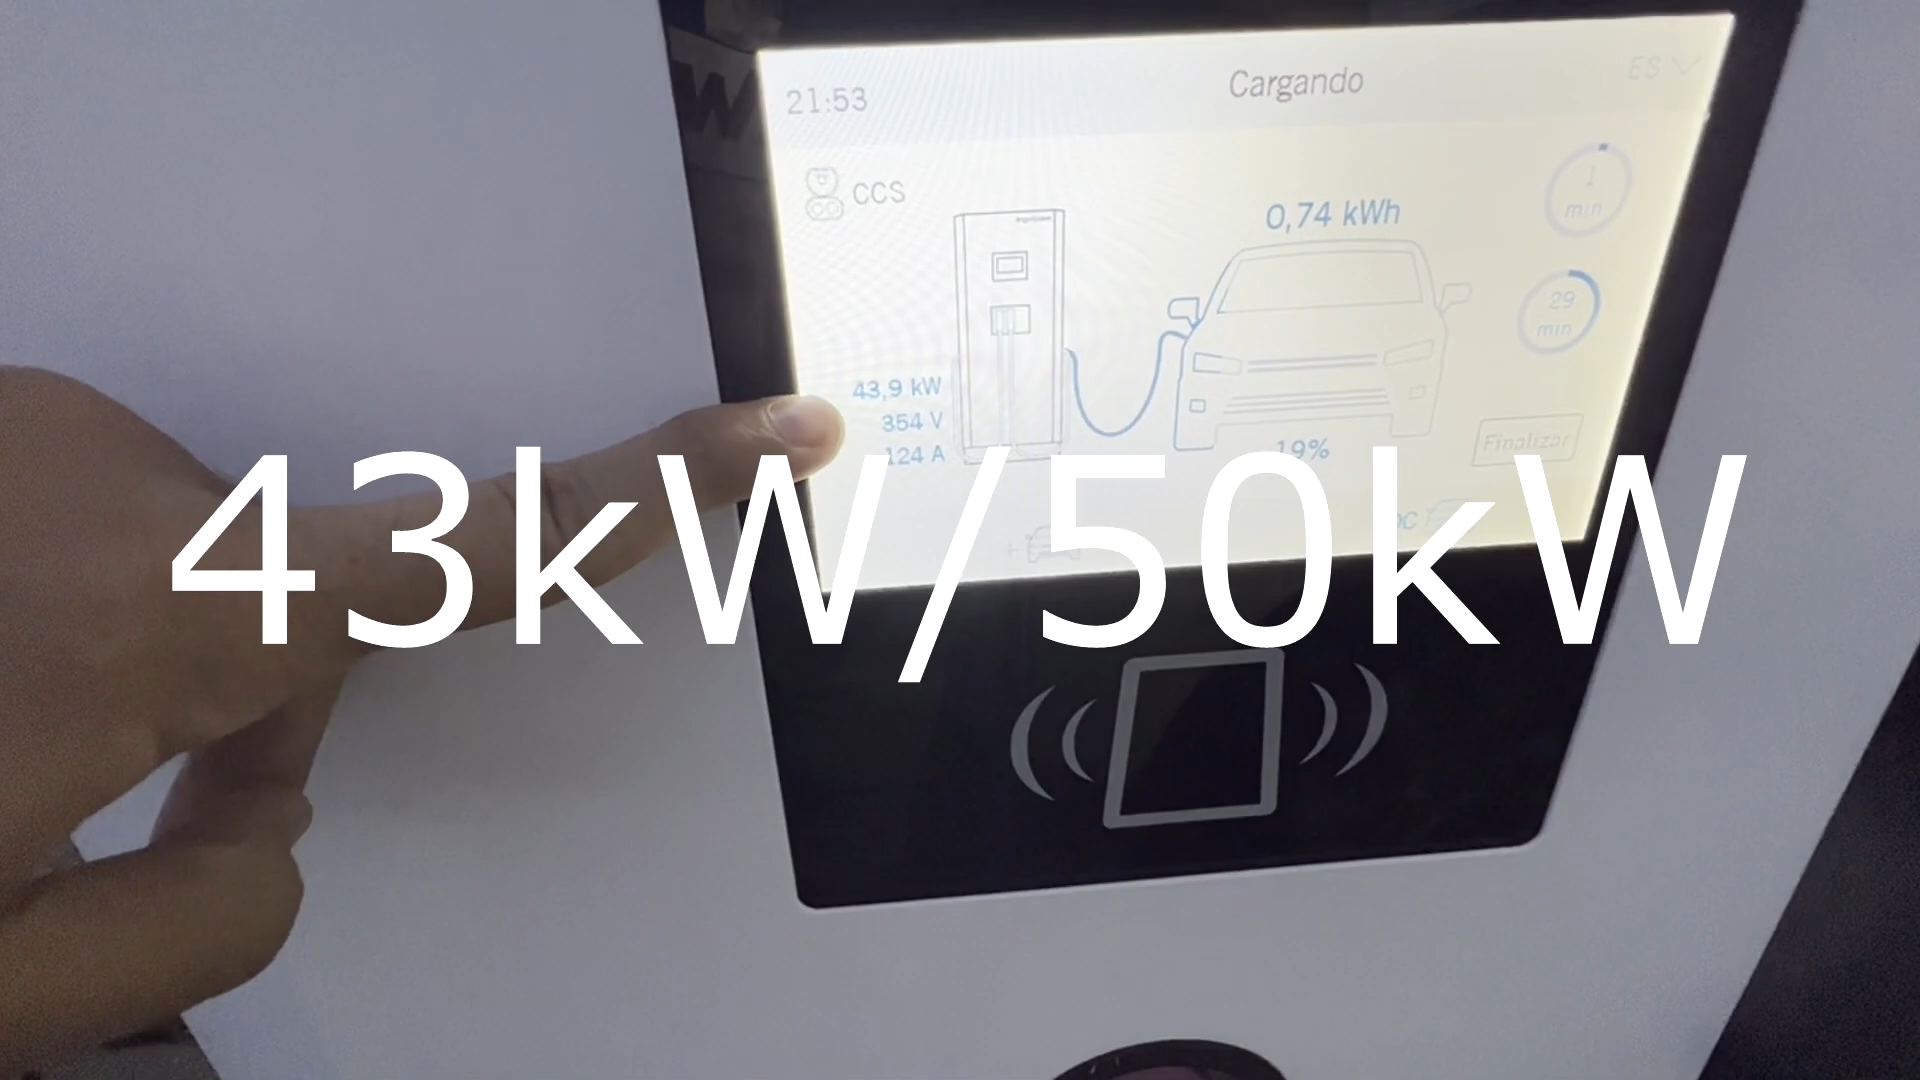 21:53
Cargando
ES
CCS
0,74 kWh
1
min
29
min
43,9 kW
354 V
124 A
19%
Finalizar
43kW/50kW